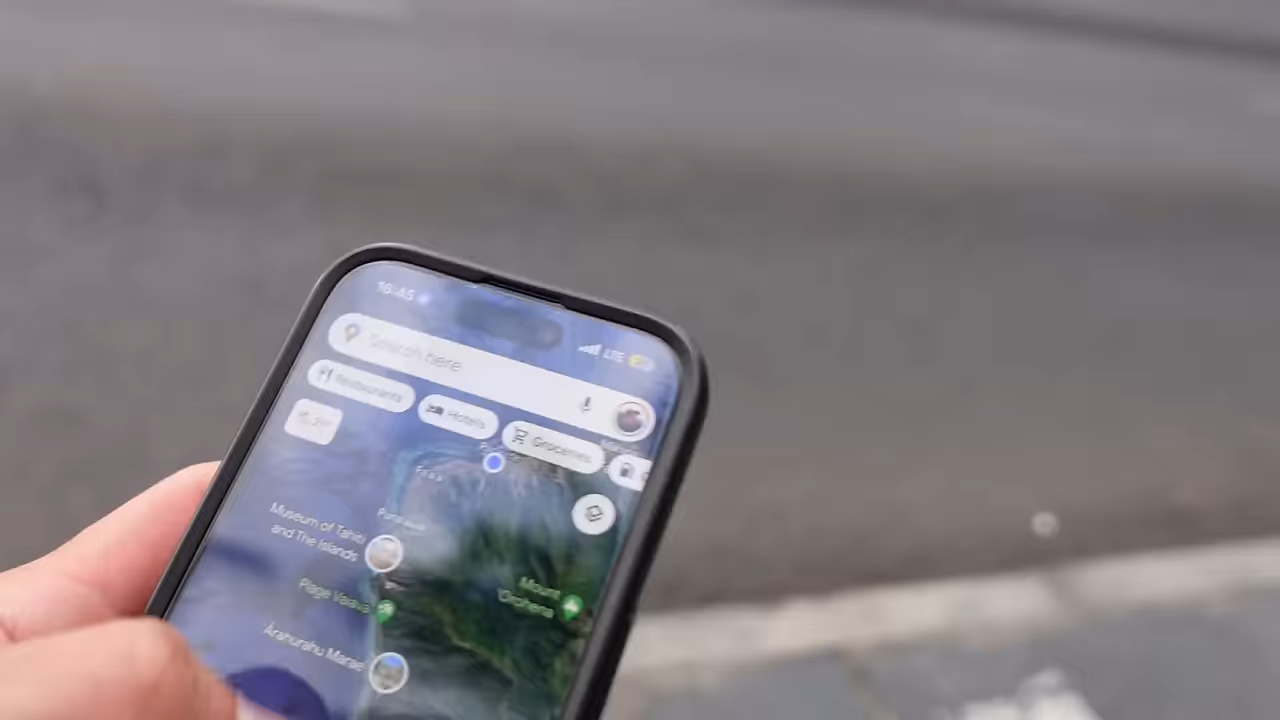 16:45
LTE
Search here
Restaurants
Hotels
Groceries
Faaa
Museum of Tahiti
and The Islands
Plage Vaiava
Mount
'Orohena
Arahurahu Marae